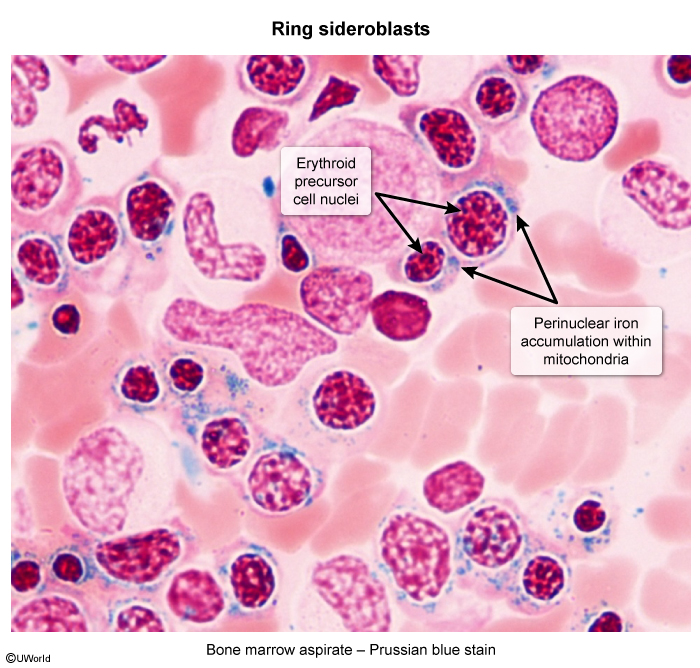 Ring sideroblasts
Erythroid
precursor
cell nuclei
Perinuclear iron
accumulation within
mitochondria
Bone marrow aspirate – Prussian blue stain
©UWorld